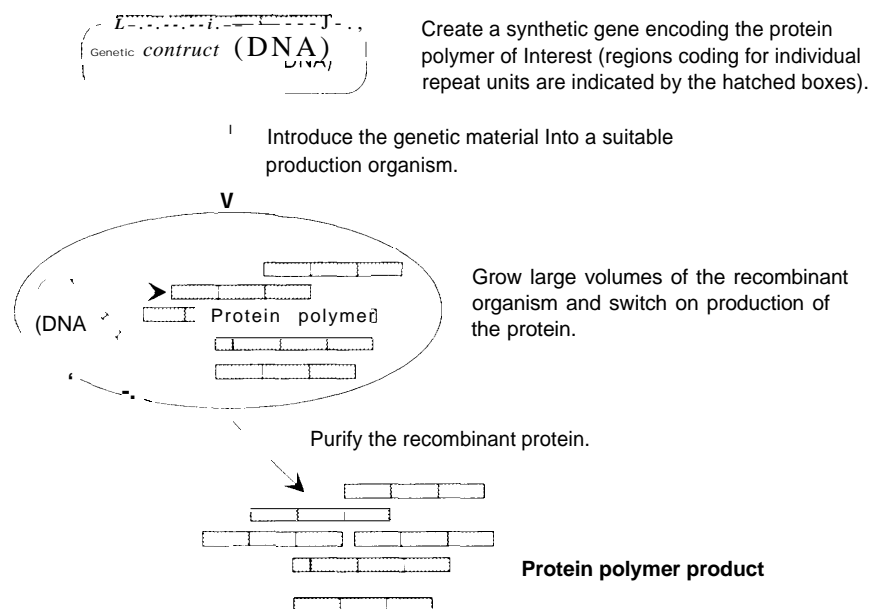 Create a synthetic gene encoding the protein
Genetic contruct (DNA)
DNA)
polymer of Interest (regions coding for individual
repeat units are indicated by the hatched boxes).
Introduce the genetic material Into a suitable
production organism.
Grow large volumes of the recombinant
organism and switch on production of
the protein.
Protein polymer
(DNA
Purify the recombinant protein.
Protein polymer product